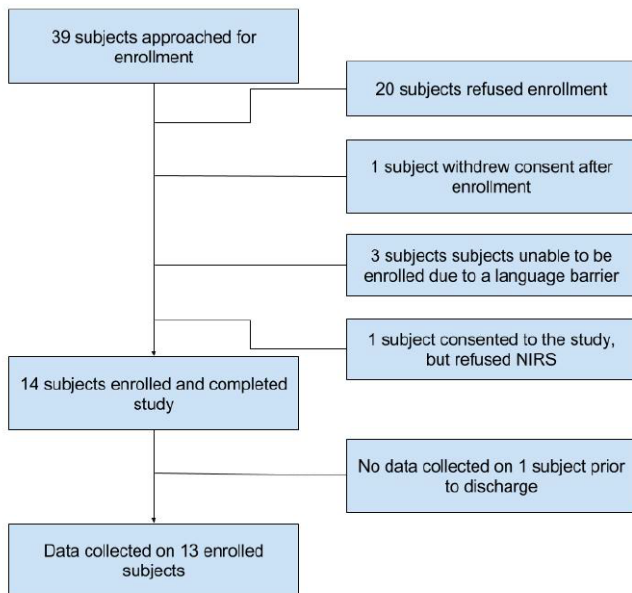 39 subjects approached for
enrollment
20 subjects refused enrollment
1 subject withdrew consent after
enrollment
3 subjects subjects unable to be
enrolled due to a language barrier
1 subject consented to the study,
but refused NIRS
14 subjects enrolled and completed
study
No data collected on 1 subject prior
to discharge
Data collected on 13 enrolled
subjects